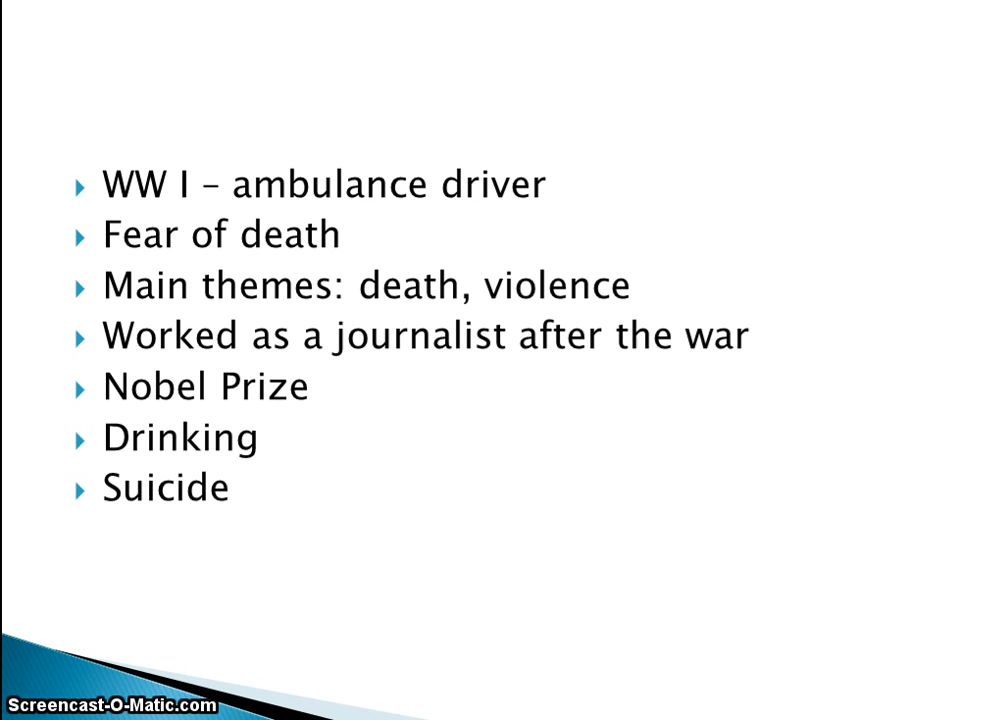 WW I – ambulance driver
Fear of death
Main themes: death, violence
Worked as a journalist after the war
Nobel Prize
Drinking
Suicide
Screencast-O-Matic.com